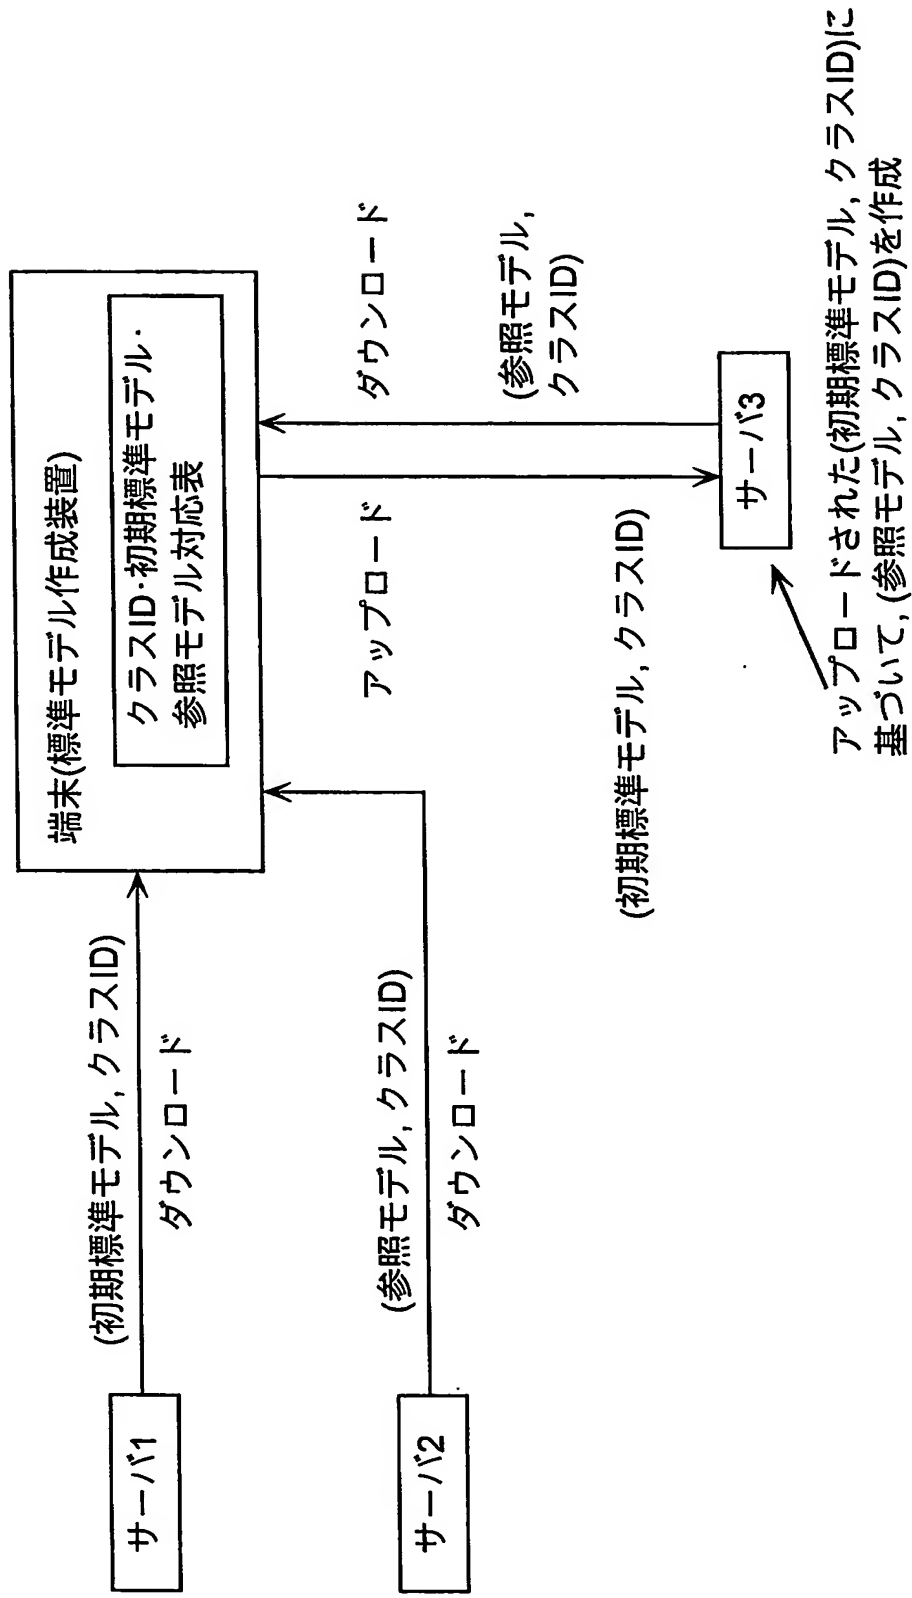 端末(標準モデル作成装置)
クラスID・初期標準モデル・
参照モデル対応表
(初期標準モデル, クラスID)
ダウンロード
サーバ1
(参照モデル, クラスID)
ダウンロード
サーバ2
アップロード
ダウンロード
(初期標準モデル, クラスID)
(参照モデル,
クラスID)
サーバ3
アップロードされた(初期標準モデル, クラスID)に
基づいて, (参照モデル, クラスID)を作成